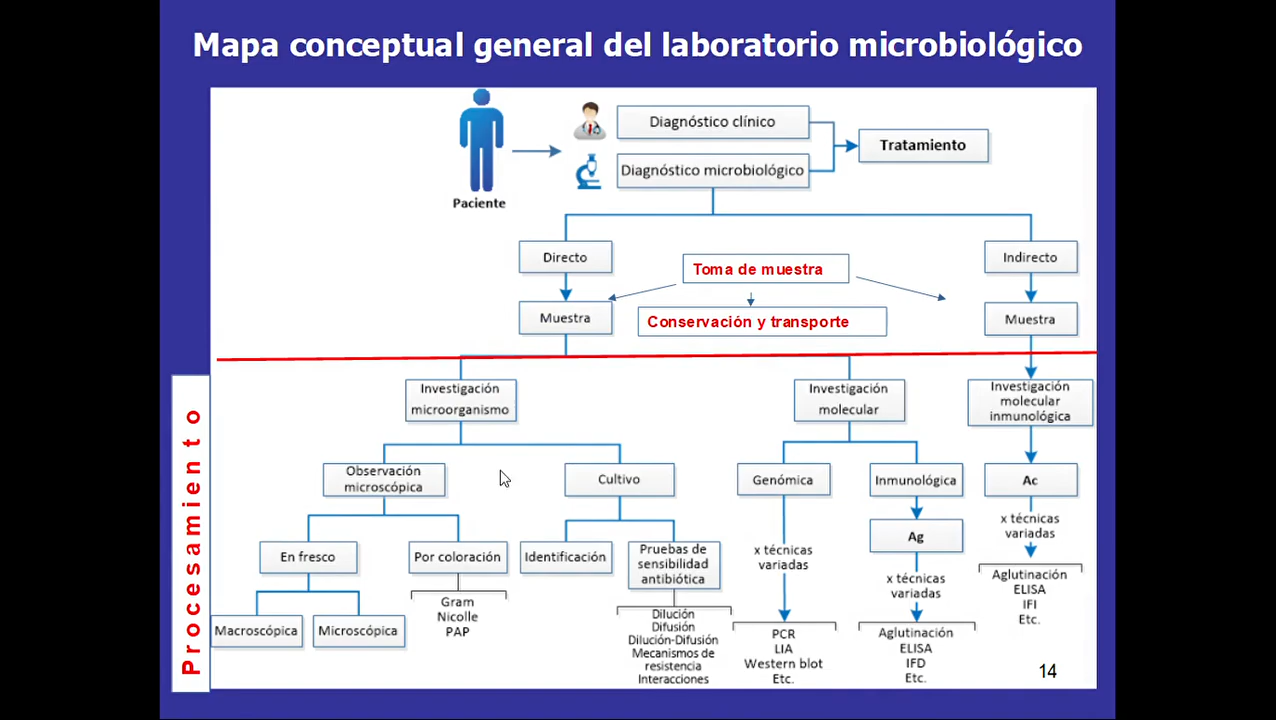 Mapa conceptual general del laboratorio microbiológico
Paciente
Diagnóstico clínico
Diagnóstico microbiológico
Tratamiento
Directo
Toma de muestra
Indirecto
Muestra
Conservación y transporte
Muestra
Procesamiento
Investigación
microorganismo
Investigación
molecular
Investigación
molecular
inmunológica
Observación
microscópica
Cultivo
Genómica
Inmunológica
Ac
En fresco
Por coloración
Identificación
Pruebas de
sensibilidad
antibiótica
x técnicas
variadas
Ag
x técnicas
variadas
x técnicas
variadas
Macroscópica
Microscópica
Gram
Nicolle
PAP
Dilución
Difusión
Dilución-Difusión
Mecanismos de
resistencia
Interacciones
PCR
LIA
Western blot
Etc.
Aglutinación
ELISA
IFD
Etc.
Aglutinación
ELISA
IFI
Etc.
14